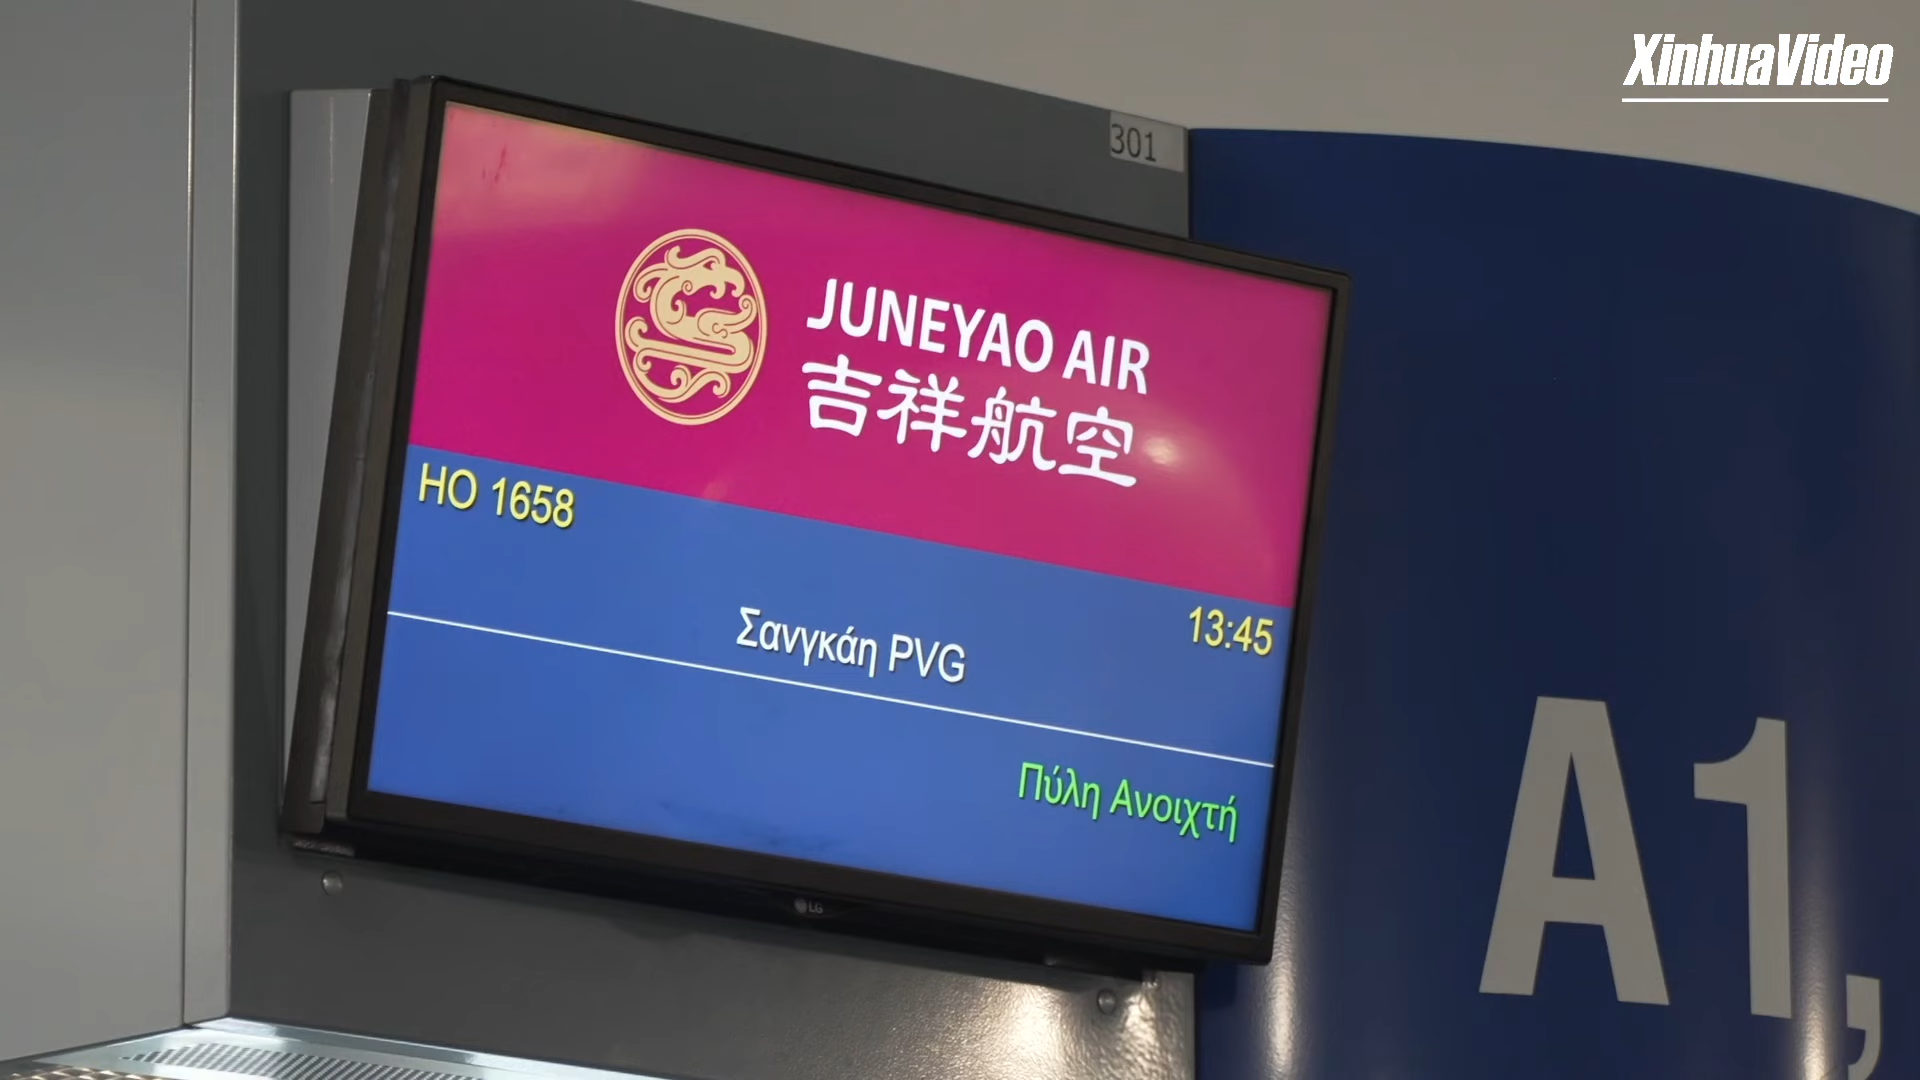 XinhuaVideo
301
JUNEYAO AIR
吉祥航空
HO 1658
13:45
Σανγκάη PVG
Πύλη Ανοιχτή
LG
A1,